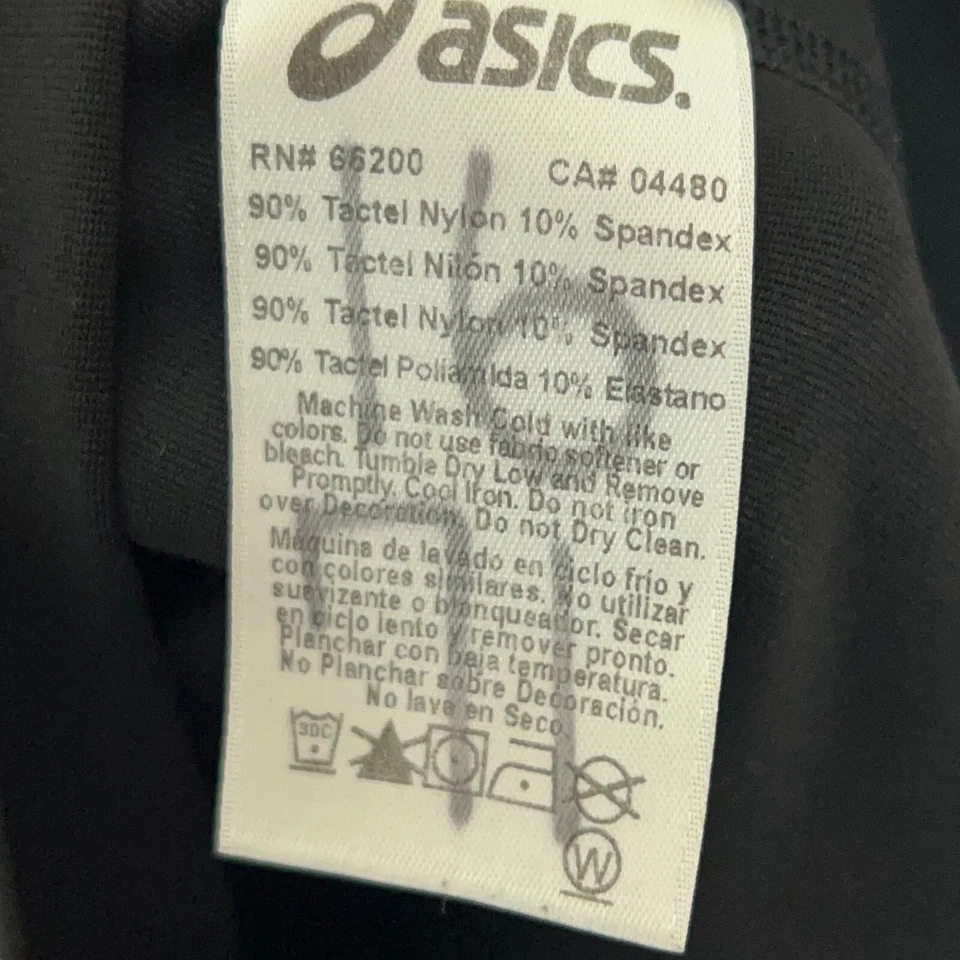 asics.
RN# 66200 CA# 04480
90% Tactel Nylon 10% Spandex
90% Tactel Nilón 10% Spandex
90% Tactel Nylon 10% Spandex
90% Tactel Poliamida 10% Elastano
Machine Wash Cold with like
colors. Do not use fabric softener or
bleach. Tumble Dry Low and Remove
Promptly. Cool Iron. Do not iron
over Decoration. Do not Dry Clean.
Máquina de lavado en ciclo frío y
con colores similares. No utilizar
suavizante o blanqueador. Secar
en ciclo lento y remover pronto.
Planchar con baja temperatura.
No Planchar sobre Decoración.
No lave en Seco
30C
W